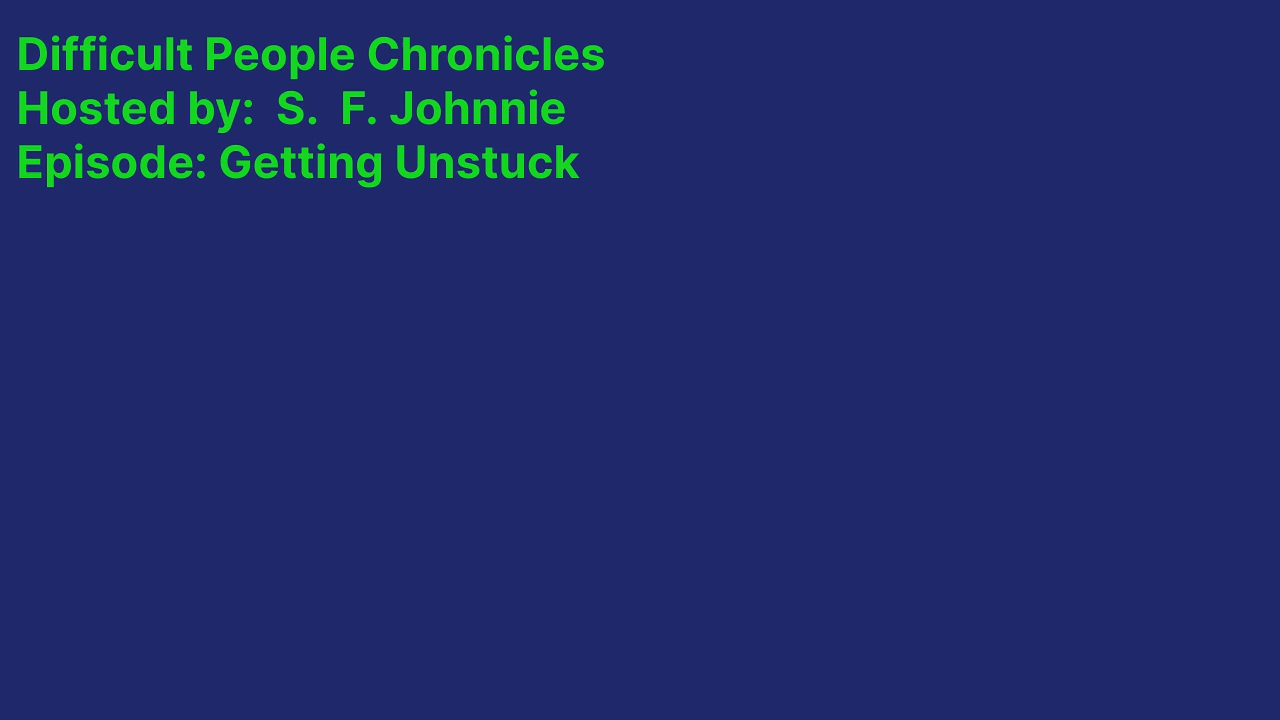 Difficult People Chronicles
Hosted by:  S.  F. Johnnie
Episode: Getting Unstuck